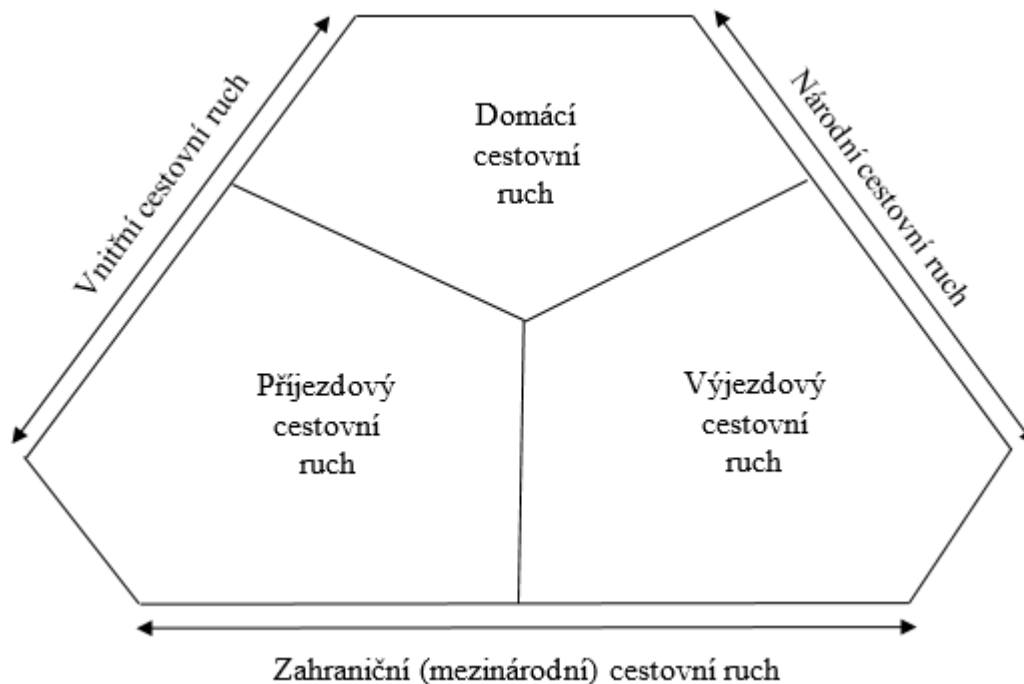 Vnitřní cestovní ruch
Národní cestovní ruch
Domácí
cestovní
ruch
Příjezdový
cestovní
ruch
Výjezdový
cestovní
ruch
Zahraniční (mezinárodní) cestovní ruch